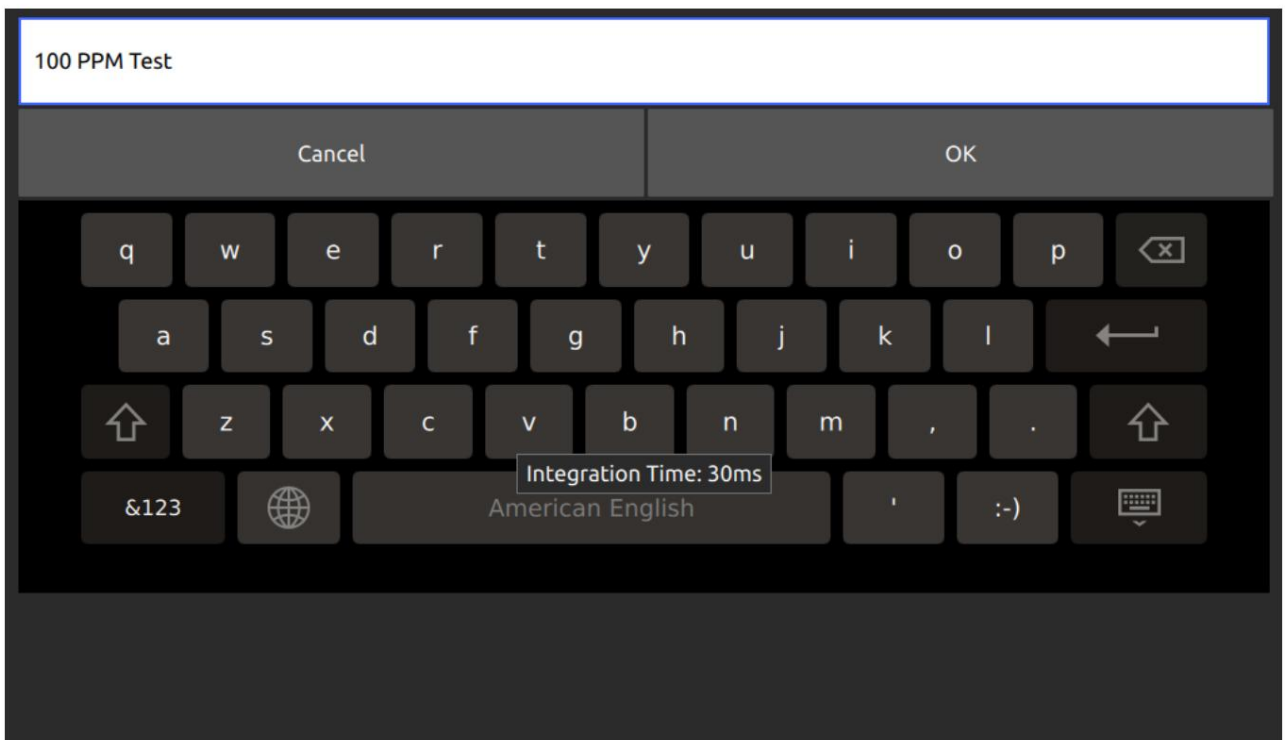 100 PPM Test
Cancel OK
q w e r t y u i o p
a s d f g h j k l
z x c v b n m , .
Integration Time: 30ms
&123 American English ' :-)